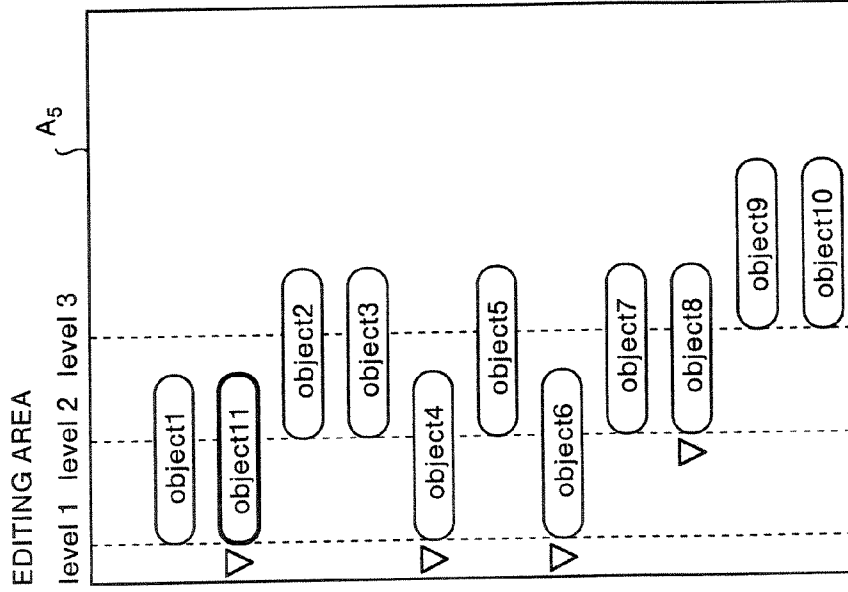 EDITING AREA
level 1 level 2 level 3
A5
object1
object11
object2
object3
object4
object5
object6
object7
object8
object9
object10